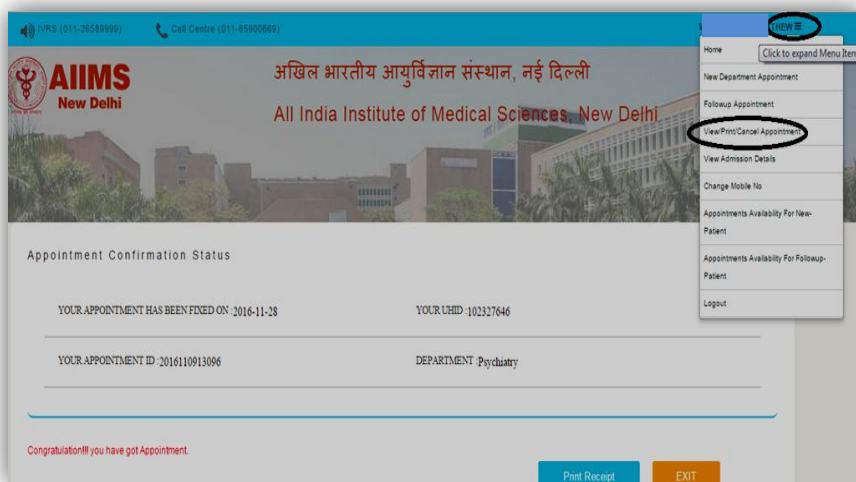 IVRS (011-26589999) Call Centre (011-65900669) THEW
AIIMS
New Delhi
अखिल भारतीय आयुर्विज्ञान संस्थान, नई दिल्ली
All India Institute of Medical Sciences, New Delhi
Home
Click to expand Menu Item
New Department Appointment
Followup Appointment
View/Print/Cancel Appointment
View Admission Details
Change Mobile No
Appointments Availability For New-
Patient
Appointments Availability For Followup-
Patient
Logout
Appointment Confirmation Status
YOUR APPOINTMENT HAS BEEN FIXED ON :2016-11-28 YOUR UHID :102327646
YOUR APPOINTMENT ID :2016110913096 DEPARTMENT :Psychiatry
Congratulation!!! you have got Appointment.
Print Receipt EXIT